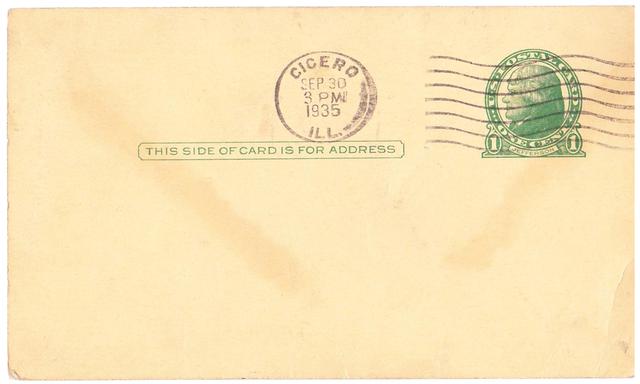 CICERO
SEP 30
3 PM
1935
ILL.
U·S·POSTAL·CARD
ONE CENT
1 JEFFERSON 1
THIS SIDE OF CARD IS FOR ADDRESS